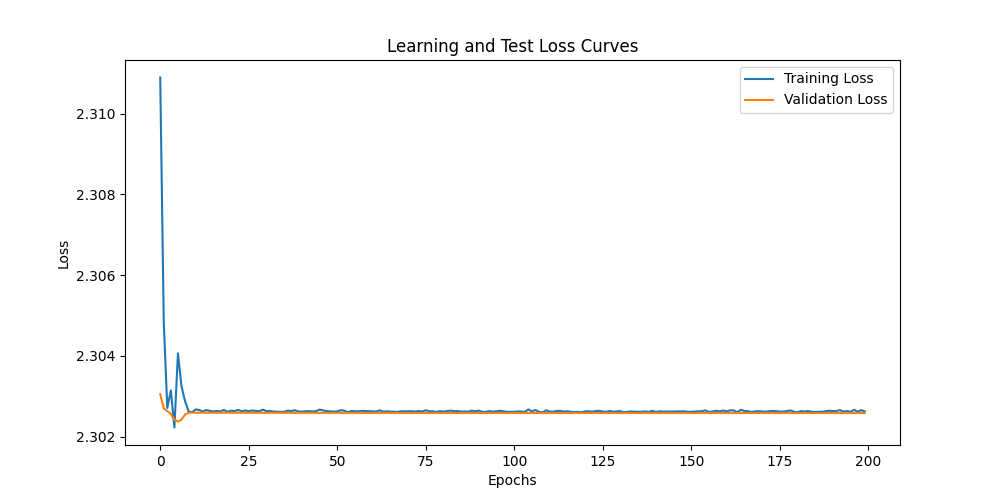 Learning and Test Loss Curves
Training Loss
Validation Loss
2.310
2.308
2.306
2.304
2.302
Loss
0 25 50 75 100 125 150 175 200
Epochs